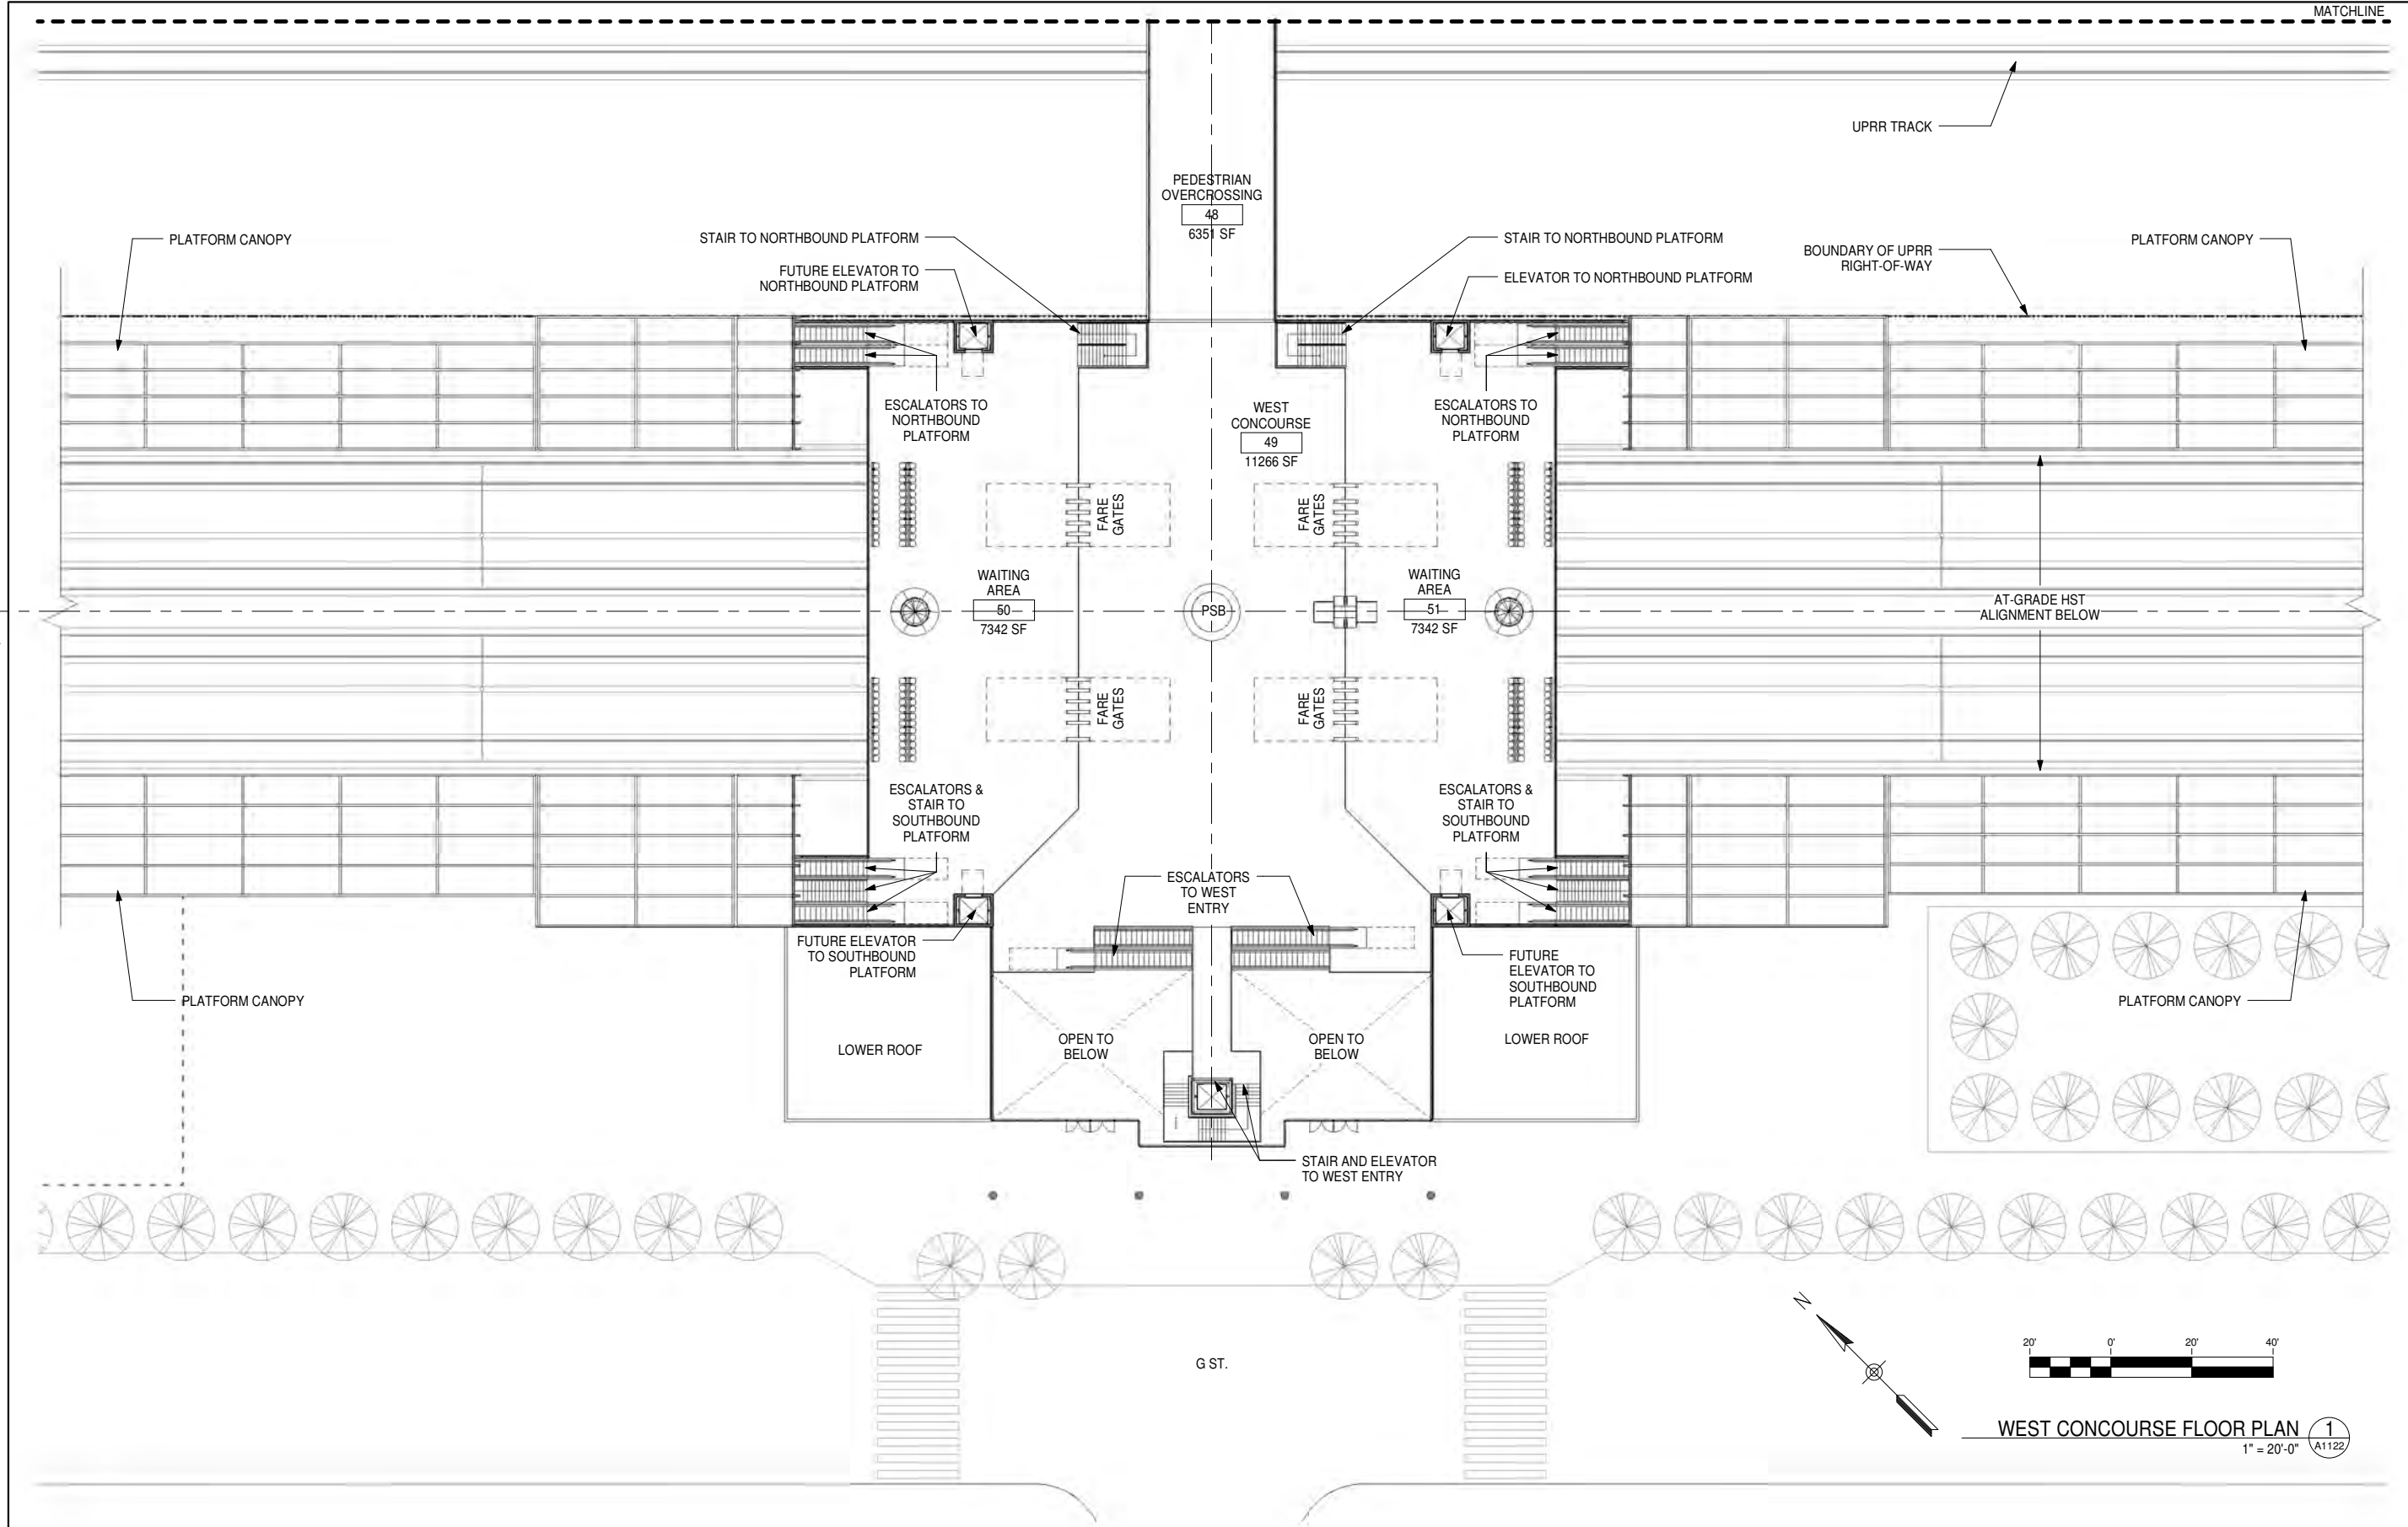 MATCHLINE
UPRR TRACK
PEDESTRIAN
OVERCROSSING
48
6351 SF
PLATFORM CANOPY
STAIR TO NORTHBOUND PLATFORM
FUTURE ELEVATOR TO
NORTHBOUND PLATFORM
STAIR TO NORTHBOUND PLATFORM
ELEVATOR TO NORTHBOUND PLATFORM
BOUNDARY OF UPRR
RIGHT-OF-WAY
PLATFORM CANOPY
ESCALATORS TO
NORTHBOUND
PLATFORM
WEST
CONCOURSE
49
11266 SF
ESCALATORS TO
NORTHBOUND
PLATFORM
FARE
GATES
FARE
GATES
WAITING
AREA
50
7342 SF
PSB
WAITING
AREA
51
7342 SF
AT-GRADE HST
ALIGNMENT BELOW
FARE
GATES
FARE
GATES
ESCALATORS &
STAIR TO
SOUTHBOUND
PLATFORM
ESCALATORS &
STAIR TO
SOUTHBOUND
PLATFORM
ESCALATORS
TO WEST
ENTRY
FUTURE ELEVATOR
TO SOUTHBOUND
PLATFORM
FUTURE
ELEVATOR TO
SOUTHBOUND
PLATFORM
PLATFORM CANOPY
PLATFORM CANOPY
LOWER ROOF
OPEN TO
BELOW
OPEN TO
BELOW
LOWER ROOF
STAIR AND ELEVATOR
TO WEST ENTRY
G ST.
N
20' 0' 20' 40'
WEST CONCOURSE FLOOR PLAN
1" = 20'-0"
1
A1122